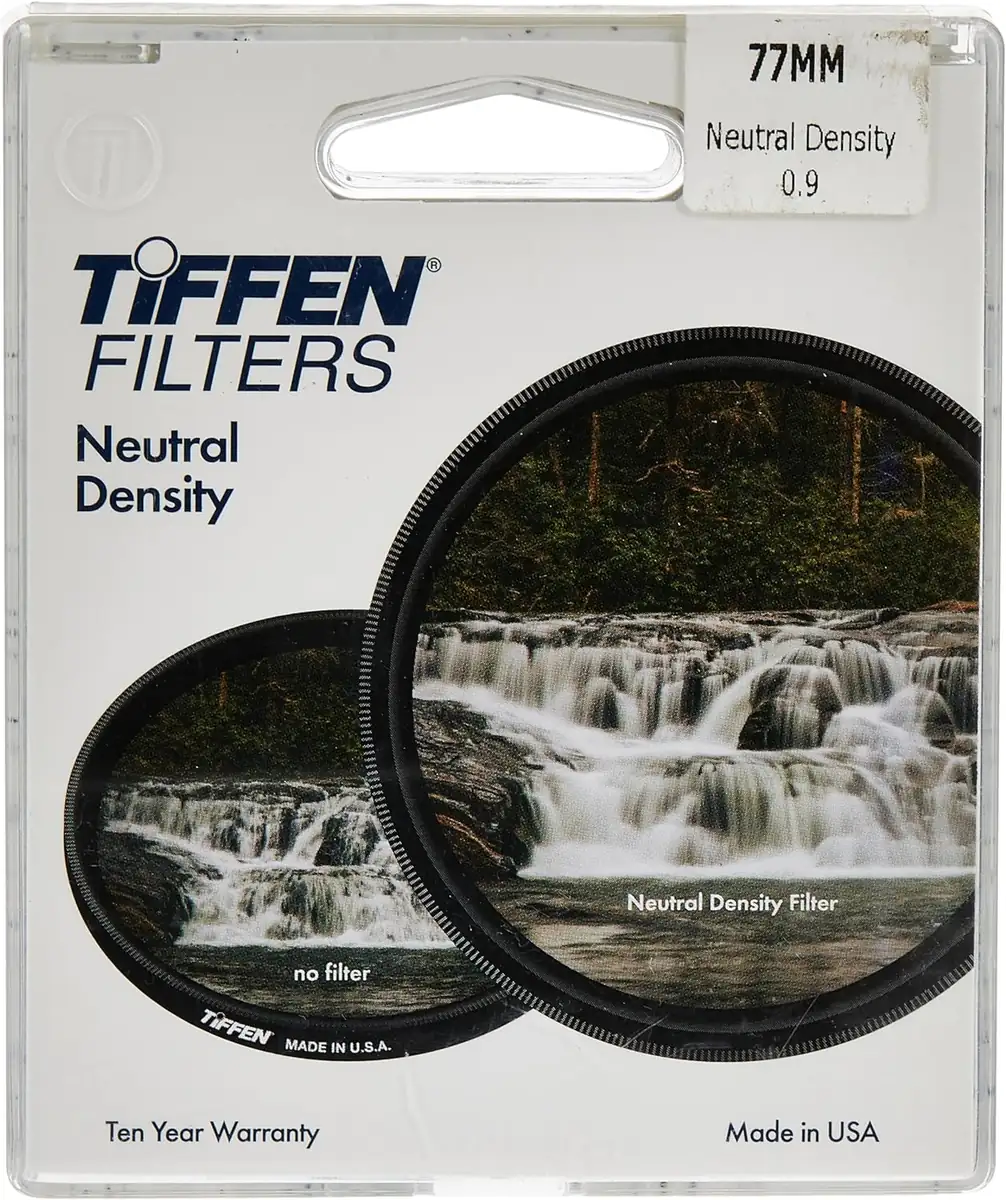 77MM
Neutral Density
0.9
TIFFEN®
FILTERS
Neutral
Density
Neutral Density Filter
no filter
TIFFEN MADE IN U.S.A.
Ten Year Warranty
Made in USA